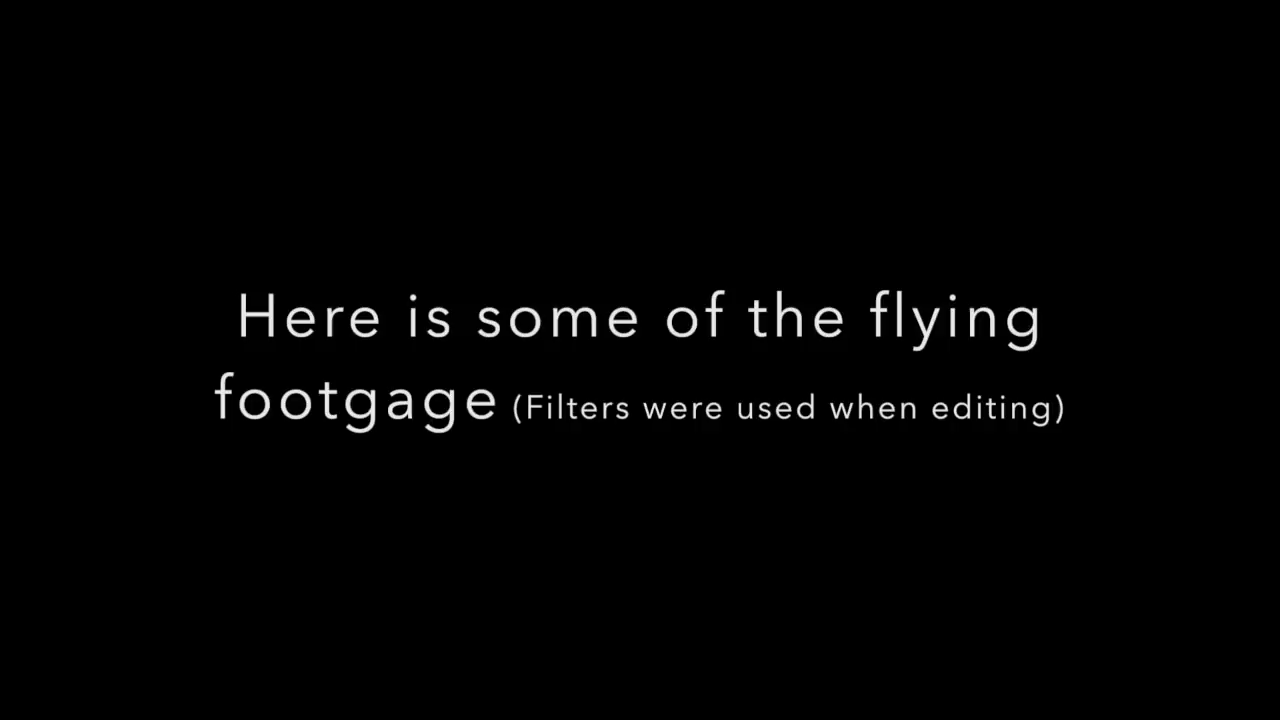 Here is some of the flying
footgage (Filters were used when editing)